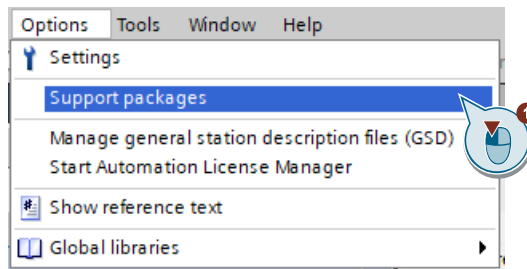 Options Tools Window Help
Settings
Support packages
Manage general station description files (GSD)
Start Automation License Manager
Show reference text
Global libraries